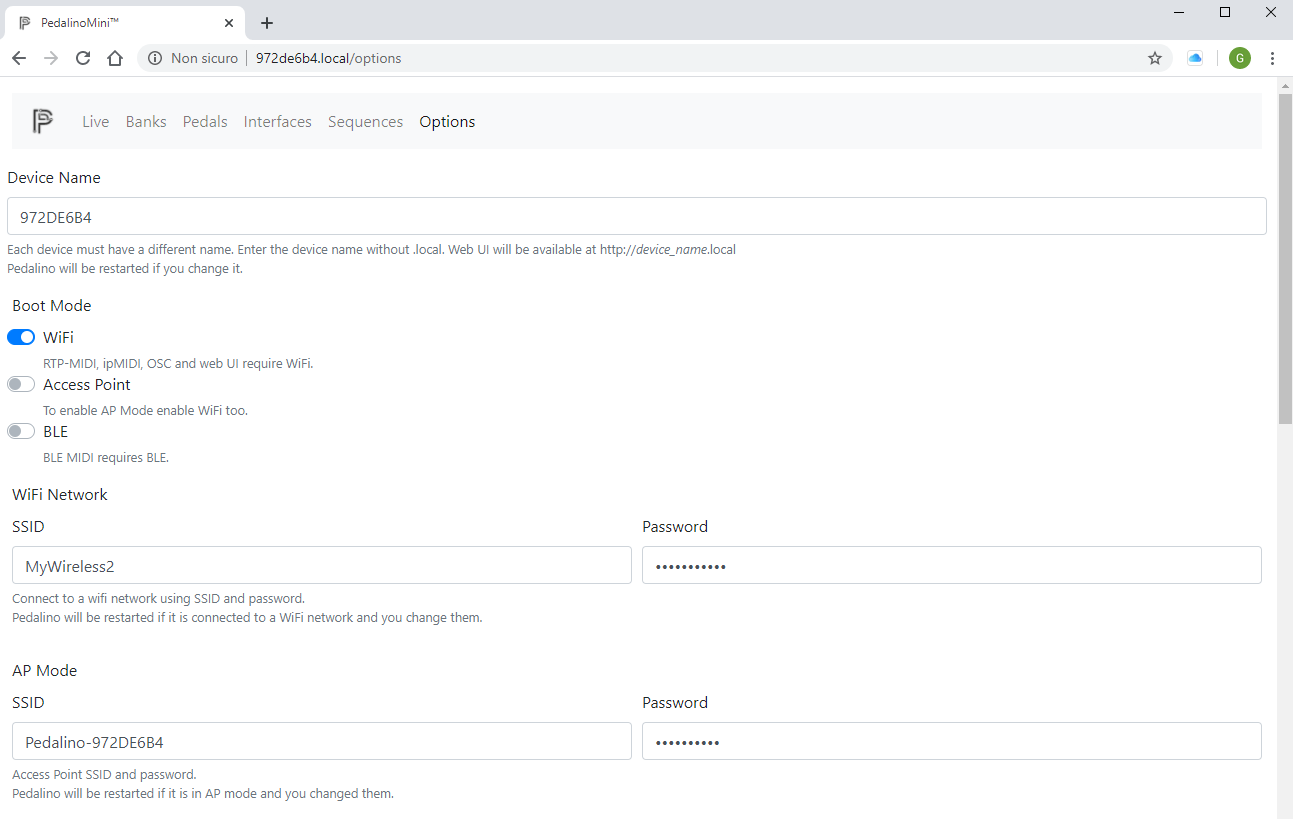 PedalinoMini™
Non sicuro 972de6b4.local/options
G
Live Banks Pedals Interfaces Sequences Options
Device Name
972DE6B4
Each device must have a different name. Enter the device name without .local. Web UI will be available at http://device_name.local
Pedalino will be restarted if you change it.
Boot Mode
WiFi
RTP-MIDI, ipMIDI, OSC and web UI require WiFi.
Access Point
To enable AP Mode enable WiFi too.
BLE
BLE MIDI requires BLE.
WiFi Network
SSID Password
MyWireless2 •••••••••••
Connect to a wifi network using SSID and password.
Pedalino will be restarted if it is connected to a WiFi network and you change them.
AP Mode
SSID Password
Pedalino-972DE6B4 ••••••••••
Access Point SSID and password.
Pedalino will be restarted if it is in AP mode and you changed them.